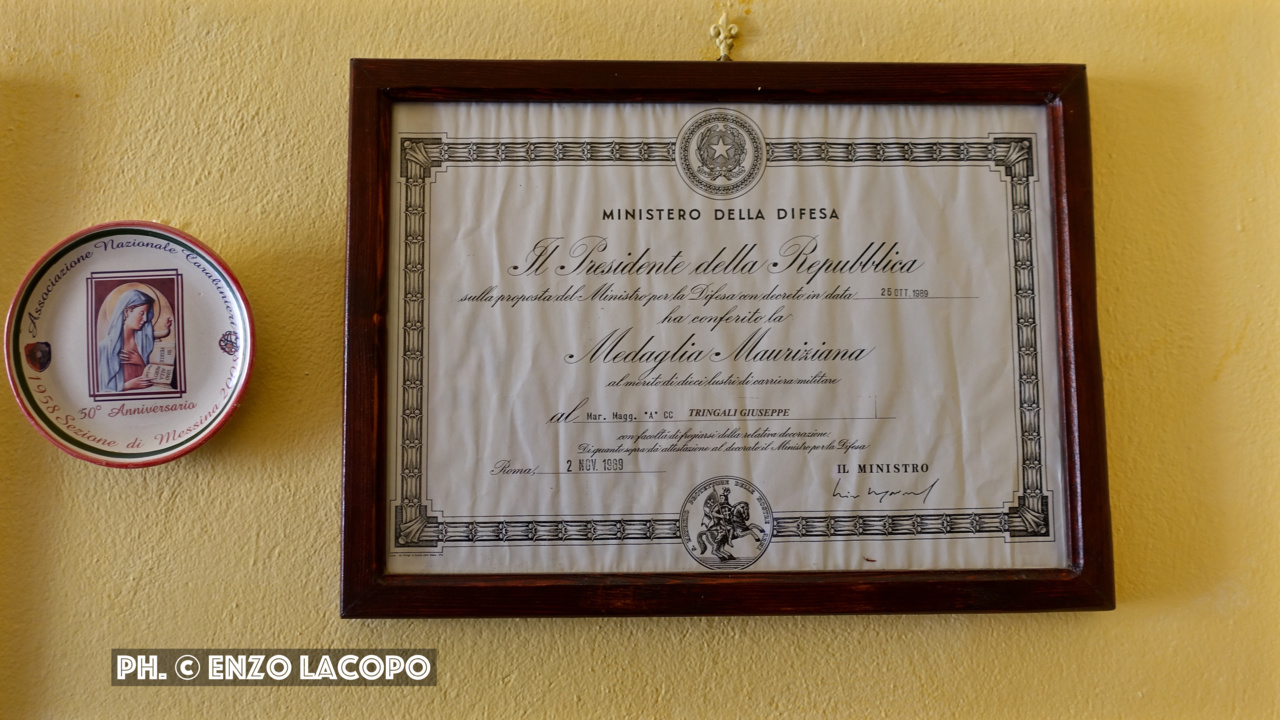 Associazione Nazionale Carabinieri
50° Anniversario
1958 Sezione di Messina
MINISTERO DELLA DIFESA
Il Presidente della Repubblica
sulla proposta del Ministro per la Difesa con decreto in data 25 OTT. 1989
ha conferito la
Medaglia Mauriziana
al merito di dieci lustri di carriera militare
al Mar. Magg. "A" CC TRINGALI GIUSEPPE
con facoltà di fregiarsi della relativa decorazione.
Di quanto sopra dà attestazione al decorato il Ministro per la Difesa
Roma, 2 NOV. 1989
IL MINISTRO
PH. © ENZO LACOPO